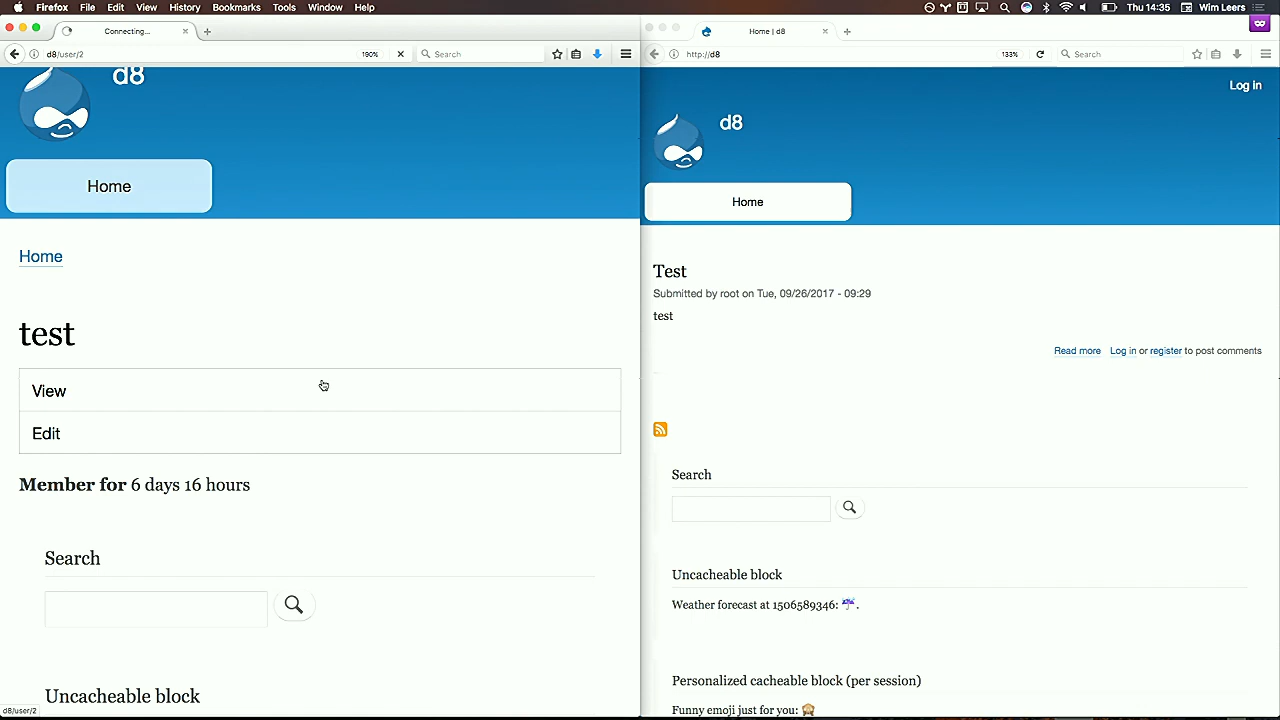 Firefox File Edit View History Bookmarks Tools Window Help
Thu 14:35 Wim Leers
Connecting...
d8/user/2
190%
Search
d8
Home
Home
test
View
Edit
Member for 6 days 16 hours
Search
Uncacheable block
d8/user/2
Home | d8
http://d8
133%
Search
Log in
d8
Home
Test
Submitted by root on Tue, 09/26/2017 - 09:29
test
Read more Log in or register to post comments
Search
Uncacheable block
Weather forecast at 1506589346: ☔.
Personalized cacheable block (per session)
Funny emoji just for you: 🙈